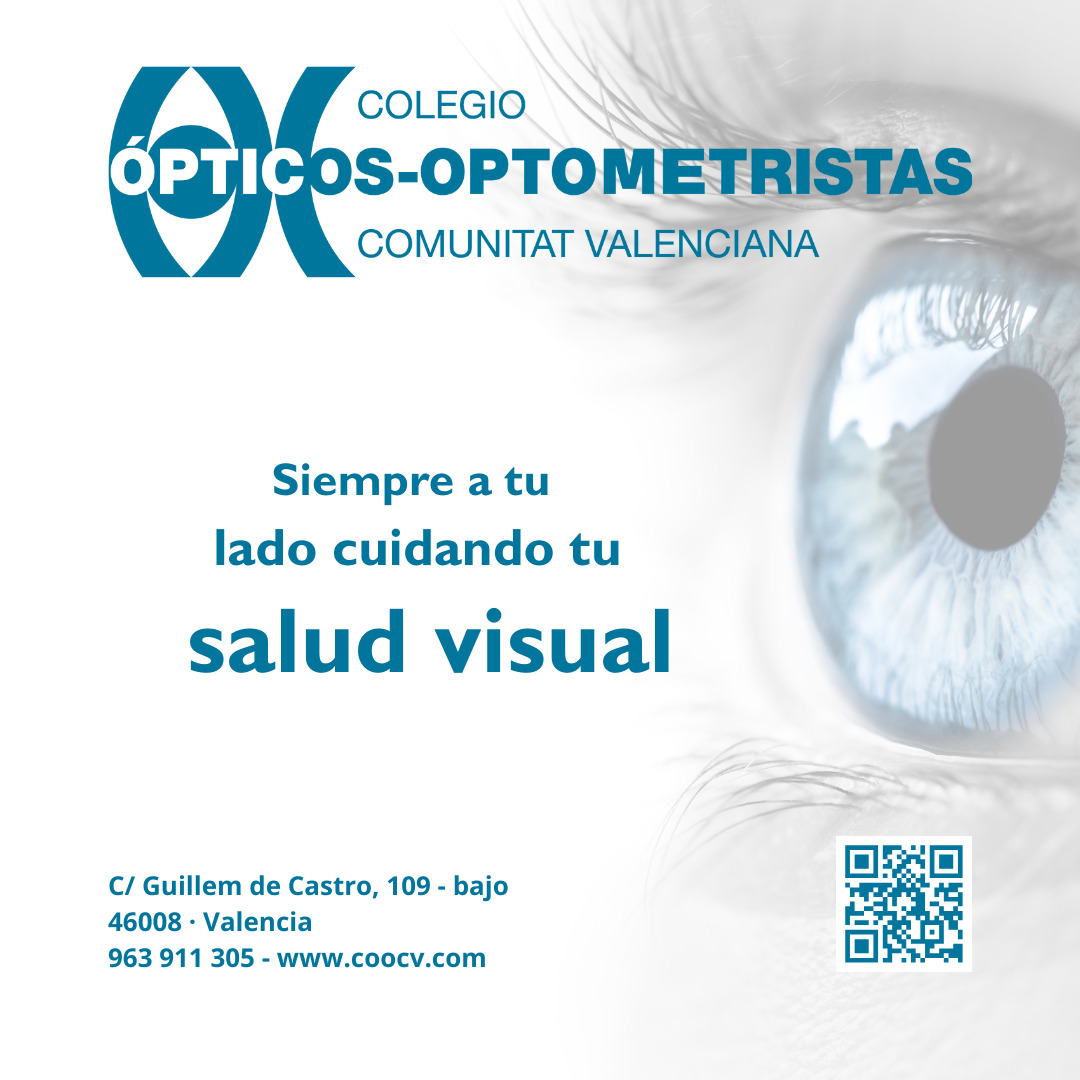 COLEGIO
ÓPTICOS-OPTOMETRISTAS
COMUNITAT VALENCIANA
Siempre a tu
lado cuidando tu
salud visual
C/ Guillem de Castro, 109 - bajo
46008 · Valencia
963 911 305 - www.coocv.com